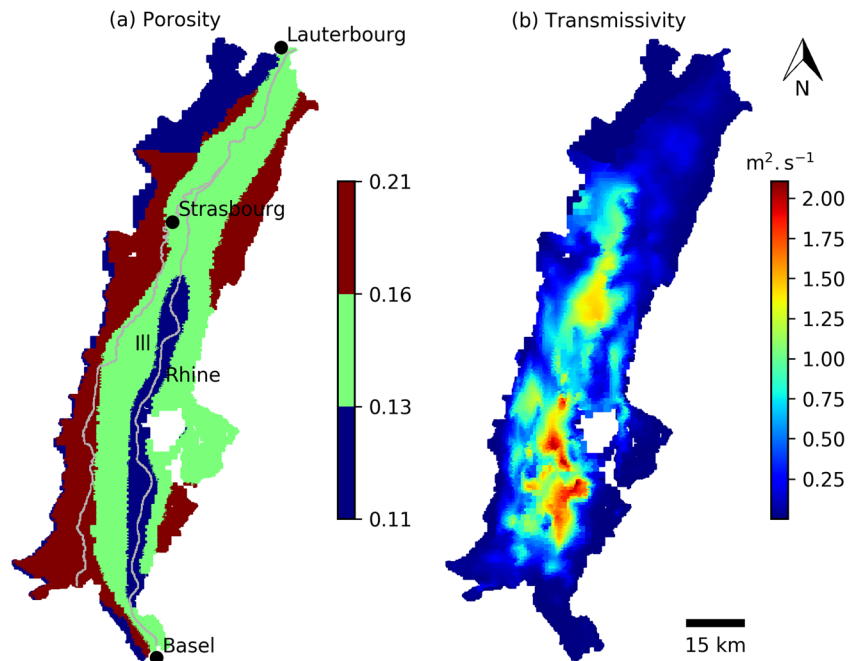 (a) Porosity
(b) Transmissivity
Lauterbourg
N
m².s⁻¹
0.21
2.00
Strasbourg
1.75
0.16
1.50
Ill
1.25
Rhine
1.00
0.13
0.75
0.50
0.25
0.11
Basel
15 km